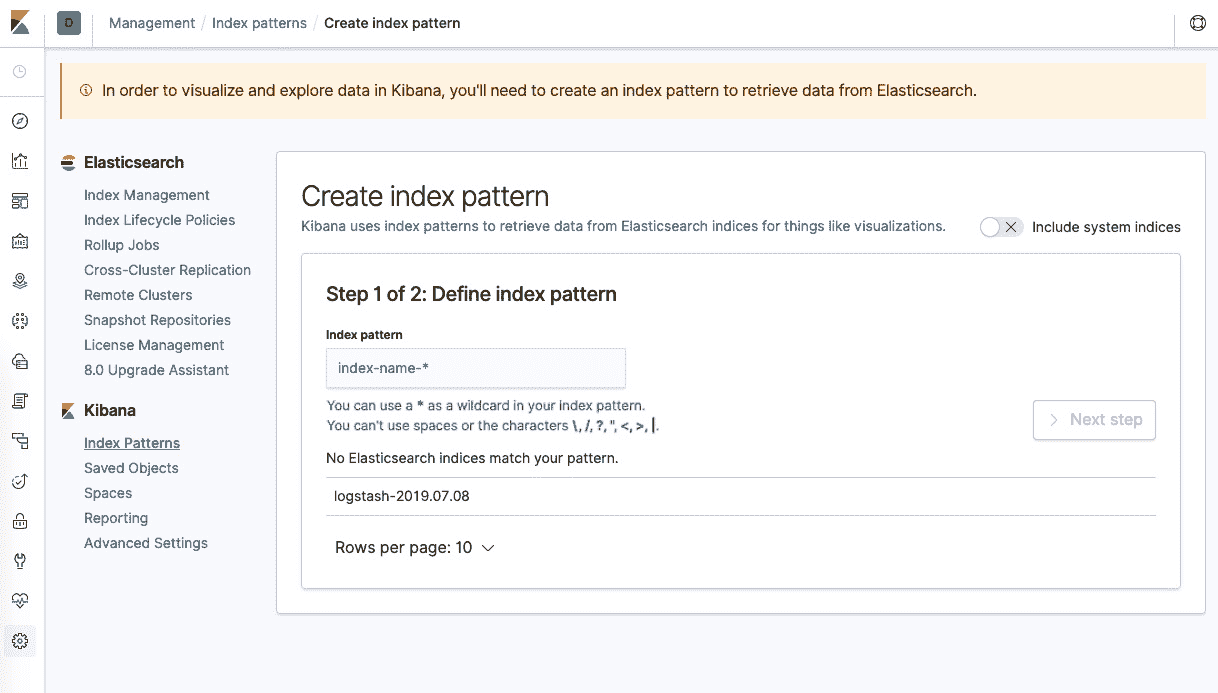 D
Management / Index patterns / Create index pattern
In order to visualize and explore data in Kibana, you'll need to create an index pattern to retrieve data from Elasticsearch.
Elasticsearch
Index Management
Index Lifecycle Policies
Rollup Jobs
Cross-Cluster Replication
Remote Clusters
Snapshot Repositories
License Management
8.0 Upgrade Assistant
Kibana
Index Patterns
Saved Objects
Spaces
Reporting
Advanced Settings
Create index pattern
Kibana uses index patterns to retrieve data from Elasticsearch indices for things like visualizations.
Include system indices
Step 1 of 2: Define index pattern
Index pattern
index-name-*
You can use a * as a wildcard in your index pattern.
You can't use spaces or the characters \, /, ?, ", <, >, |.
Next step
No Elasticsearch indices match your pattern.
logstash-2019.07.08
Rows per page: 10